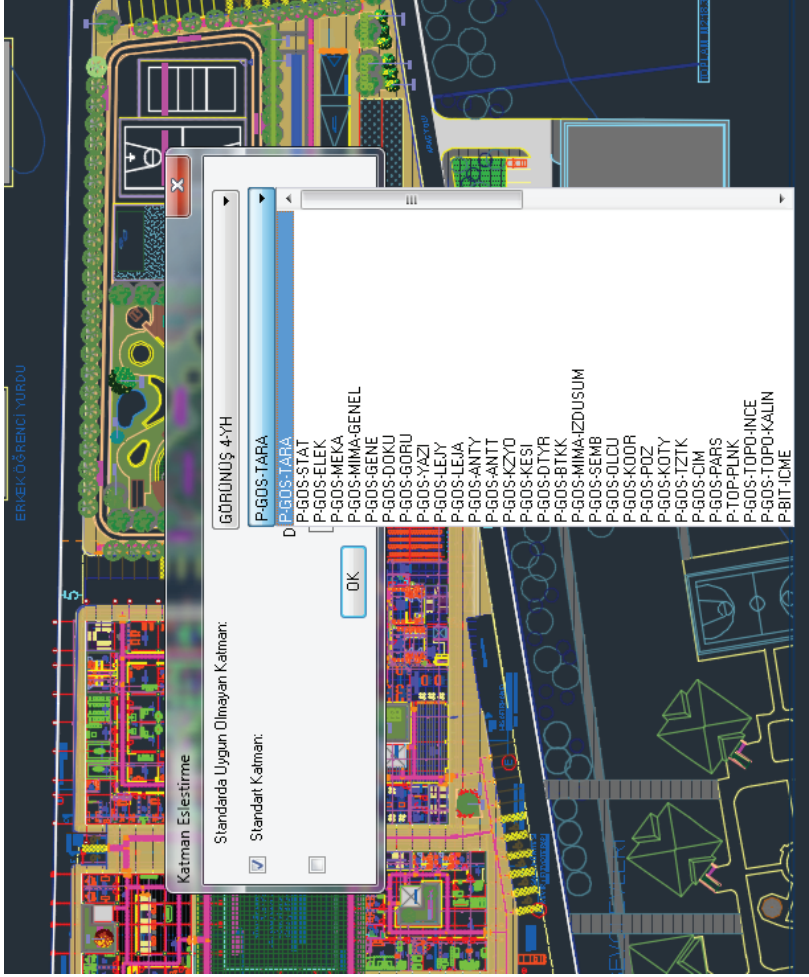 ERKEK ÖĞRENCİ YURDU
5
Katman Eslestirme
X
Standarda Uygun Olmayan Katman:
GÖRÜNÜŞ 4-YH
Standart Katman:
P-GOS-TARA
D
OK
P-GOS-TARA
P-GOS-STAT
P-GOS-ELEK
P-GOS-MEKA
P-GOS-MIMA-GENEL
P-GOS-GENE
P-GOS-DOKU
P-GOS-GORU
P-GOS-YAZI
P-GOS-LEJY
P-GOS-LEJA
P-GOS-ANTY
P-GOS-ANTT
P-GOS-KZYO
P-GOS-KESI
P-GOS-DTYR
P-GOS-BTKK
P-GOS-MIMA-IZDUSUM
P-GOS-SEMB
P-GOS-OLCU
P-GOS-KOOR
P-GOS-POZ
P-GOS-KOTY
P-GOS-TZTK
P-GOS-CIM
P-GOS-PARS
P-TOP-PLNK
P-GOS-TOPO-INCE
P-GOS-TOPO-KALIN
P-BIT-ICME